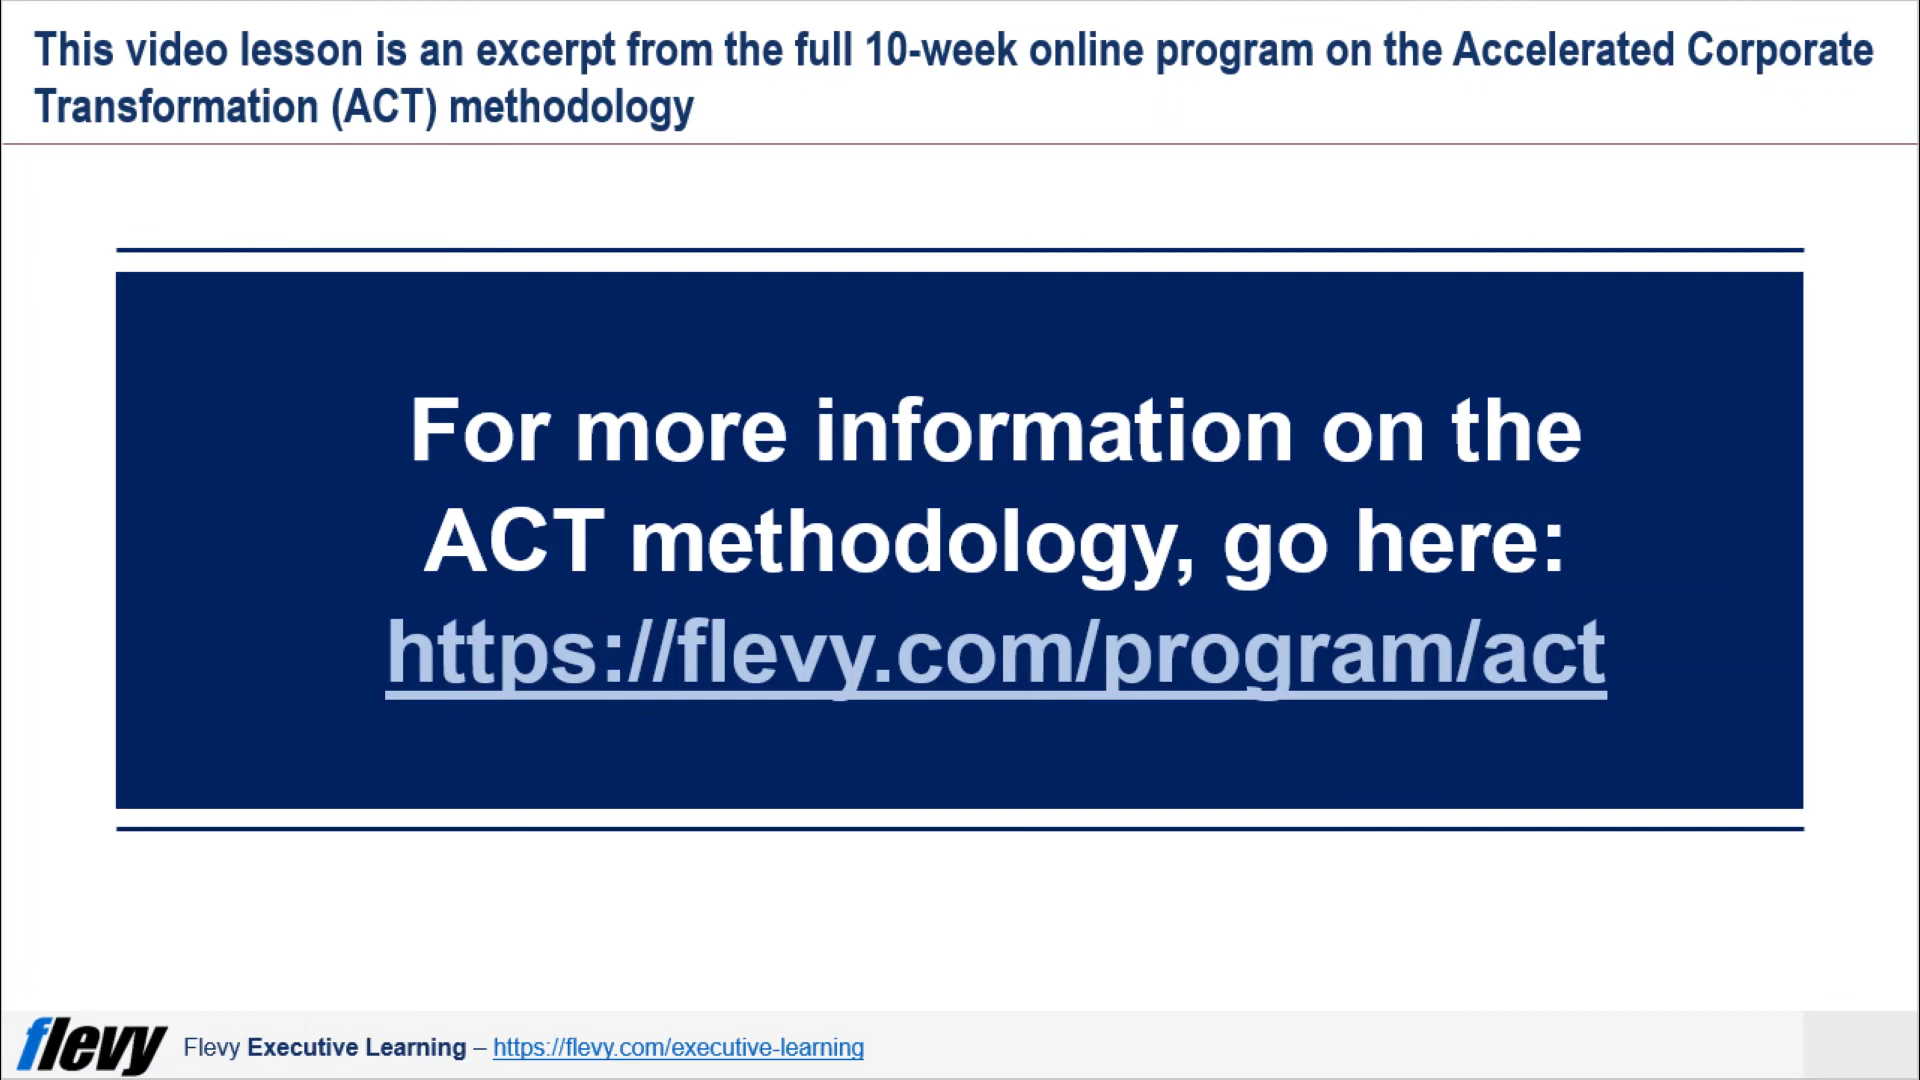 This video lesson is an excerpt from the full 10-week online program on the Accelerated Corporate
Transformation (ACT) methodology
For more information on the
ACT methodology, go here:
https://flevy.com/program/act
flevy Flevy Executive Learning – https://flevy.com/executive-learning